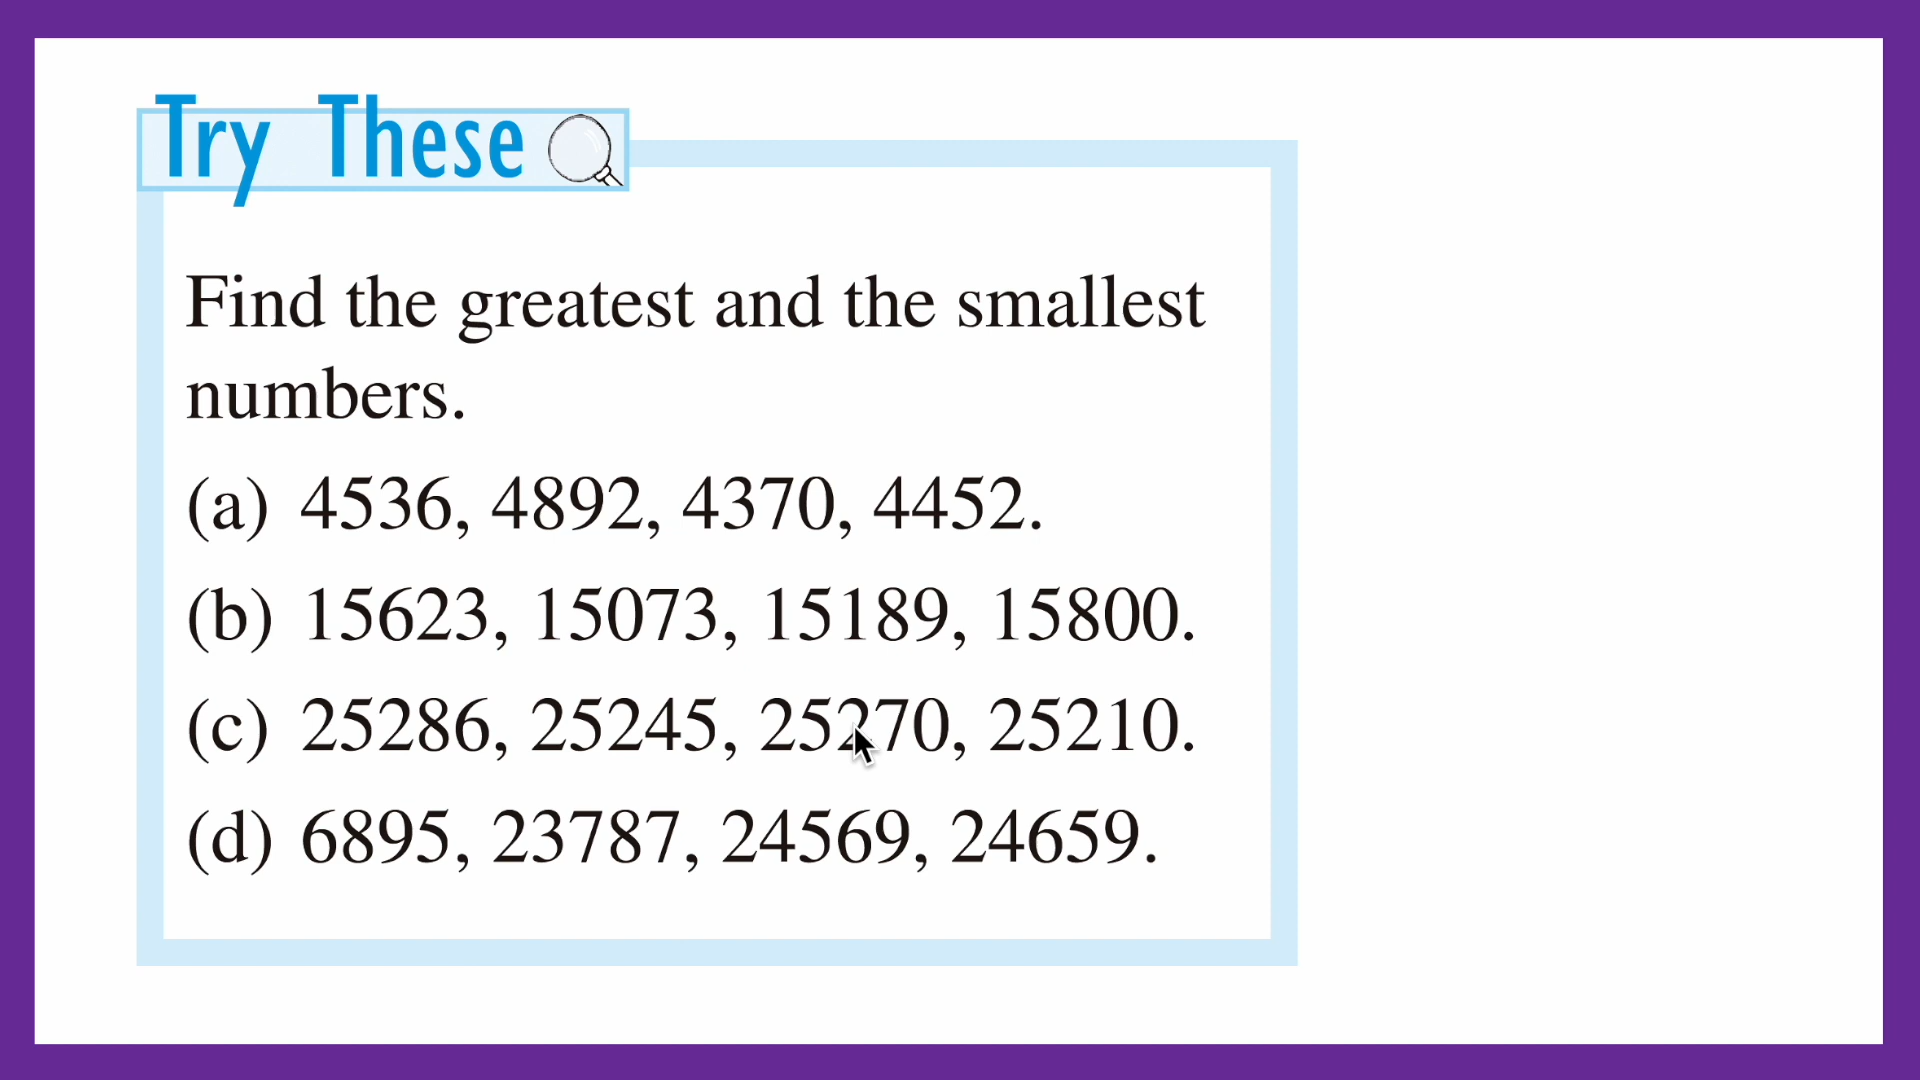 Try These
Find the greatest and the smallest
numbers.
(a) 4536, 4892, 4370, 4452.
(b) 15623, 15073, 15189, 15800.
(c) 25286, 25245, 25270, 25210.
(d) 6895, 23787, 24569, 24659.